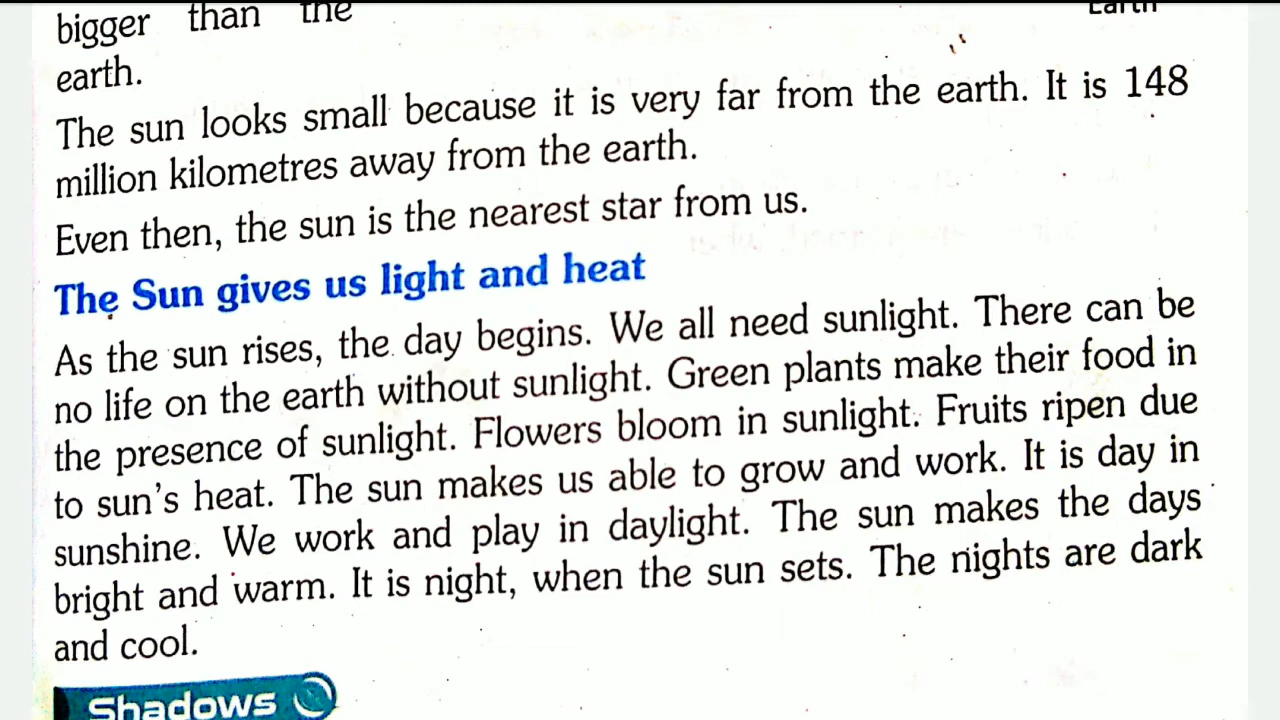 bigger than the
Earth
earth.
The sun looks small because it is very far from the earth. It is 148
million kilometres away from the earth.
Even then, the sun is the nearest star from us.
The Sun gives us light and heat
As the sun rises, the day begins. We all need sunlight. There can be
no life on the earth without sunlight. Green plants make their food in
the presence of sunlight. Flowers bloom in sunlight. Fruits ripen due
to sun's heat. The sun makes us able to grow and work. It is day in
sunshine. We work and play in daylight. The sun makes the days
bright and warm. It is night, when the sun sets. The nights are dark
and cool.
Shadows